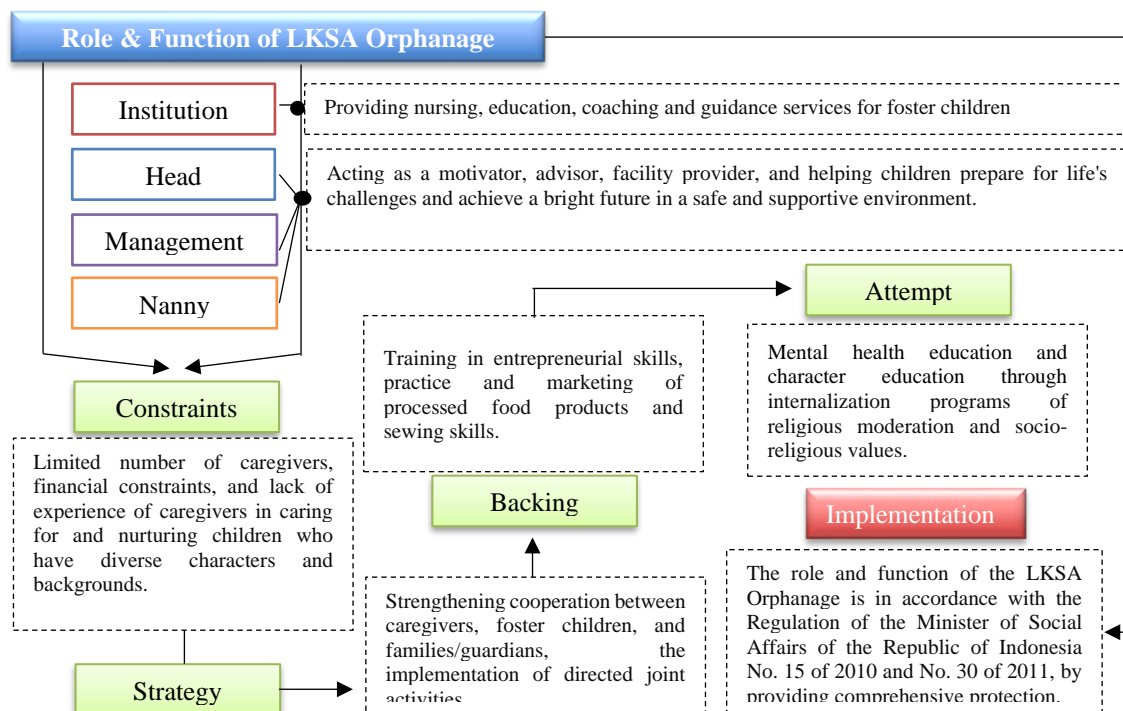 Role & Function of LKSA Orphanage
Institution
Providing nursing, education, coaching and guidance services for foster children
Head
Acting as a motivator, advisor, facility provider, and helping children prepare for life's
challenges and achieve a bright future in a safe and supportive environment.
Management
Nanny
Constraints
Limited number of caregivers,
financial constraints, and lack of
experience of caregivers in caring
for and nurturing children who
have diverse characters and
backgrounds.
Strategy
Strengthening cooperation between
caregivers, foster children, and
families/guardians, the
implementation of directed joint
activities
Backing
Training in entrepreneurial skills,
practice and marketing of
processed food products and
sewing skills.
Attempt
Mental health education and
character education through
internalization programs of
religious moderation and socio-
religious values.
Implementation
The role and function of the LKSA
Orphanage is in accordance with the
Regulation of the Minister of Social
Affairs of the Republic of Indonesia
No. 15 of 2010 and No. 30 of 2011, by
providing comprehensive protection.